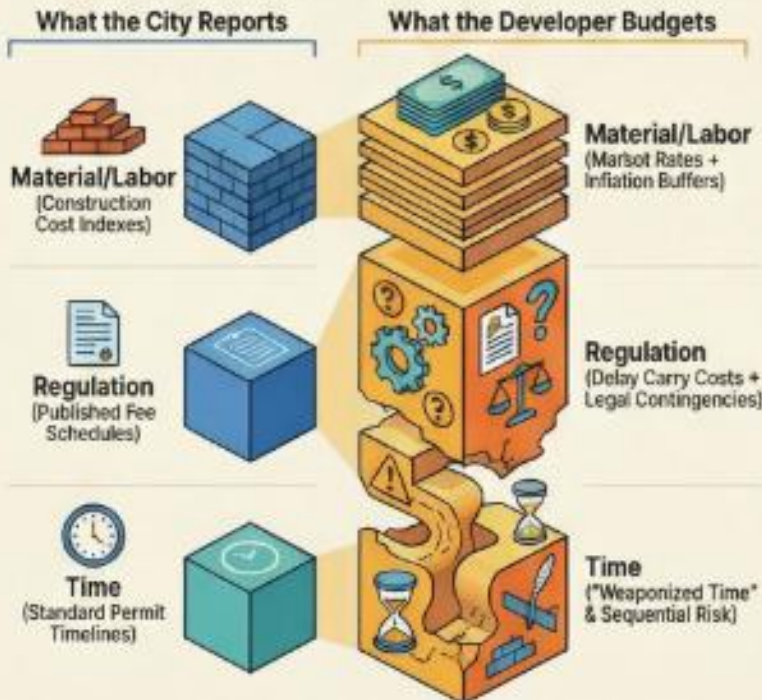 What the City Reports
What the Developer Budgets
Material/Labor
(Construction
Cost Indexes)
Material/Labor
(Marsot Rates +
Infiation Buffers)
Regulation
(Published Fee
Schedules)
Regulation
(Delay Carry Costs +
Legal Contingencies)
Time
(Standard Permit
Timelines)
Time
("Weaponized Time"
& Sequential Risk)